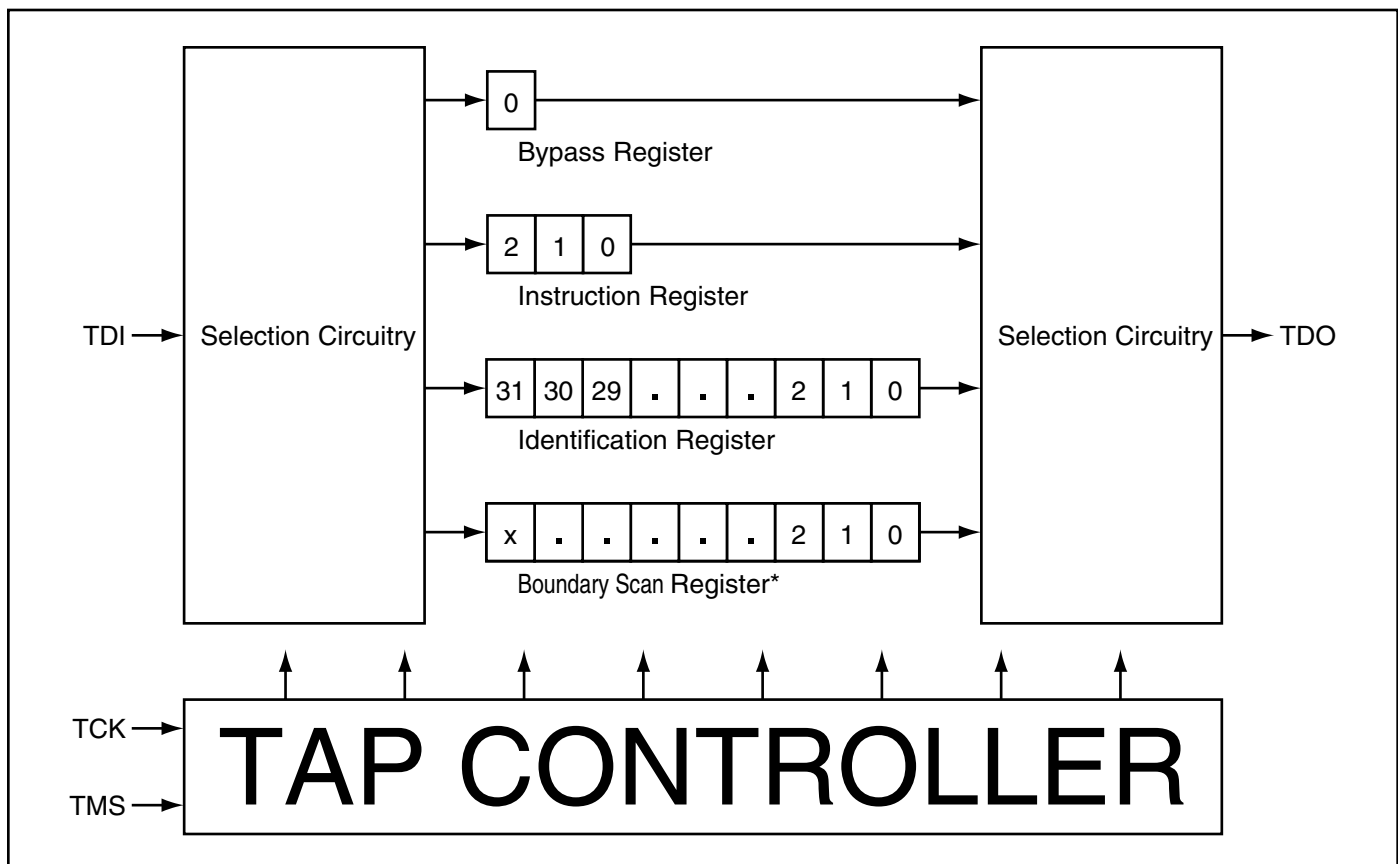 0
Bypass Register
2 1 0
Instruction Register
TDI
Selection Circuitry
Selection Circuitry
TDO
31 30 29 . . . 2 1 0
Identification Register
x . . . . . 2 1 0
Boundary Scan Register*
TCK
TMS
TAP CONTROLLER